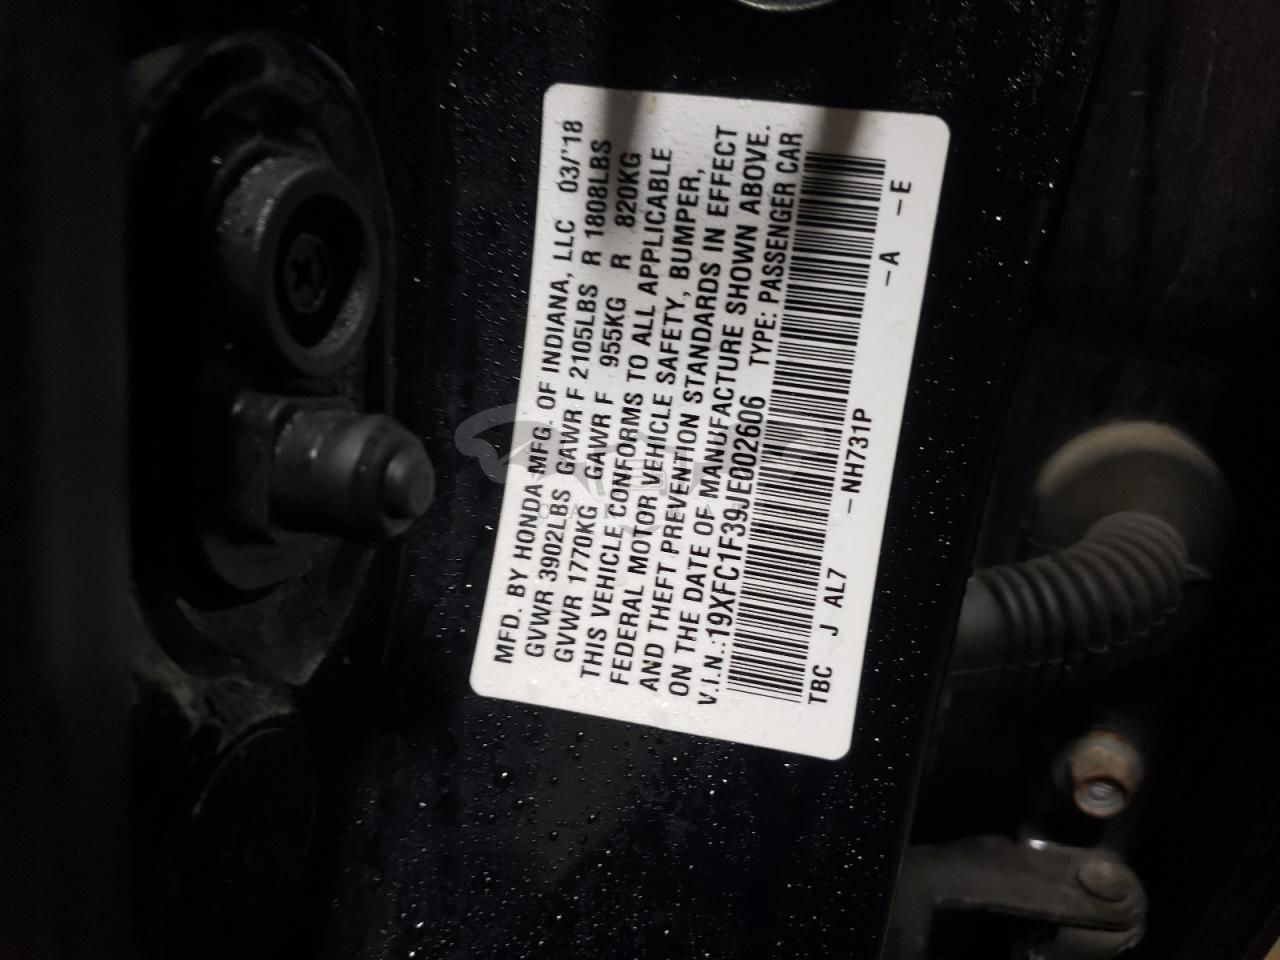 MFD. BY HONDA MFG. OF INDIANA, LLC 03/'18
GVWR 3902LBS GAWR F 2105LBS R 1808LBS
GVWR 1770KG GAWR F 955KG R 820KG
THIS VEHICLE CONFORMS TO ALL APPLICABLE
FEDERAL MOTOR VEHICLE SAFETY, BUMPER,
AND THEFT PREVENTION STANDARDS IN EFFECT
ON THE DATE OF MANUFACTURE SHOWN ABOVE.
V.I.N.:19XFC1F39JE002606 TYPE: PASSENGER CAR
TBC J AL7 -NH731P -A -E